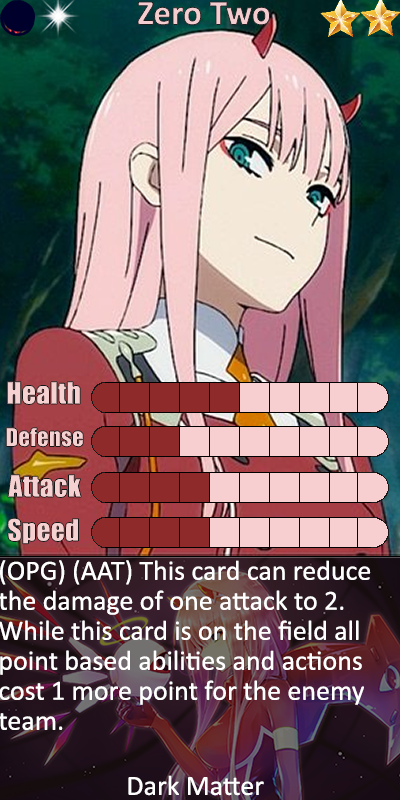 Zero Two
Health
Defense
Attack
Speed
(OPG) (AAT) This card can reduce
the damage of one attack to 2.
While this card is on the field all
point based abilities and actions
cost 1 more point for the enemy
team.
Dark Matter